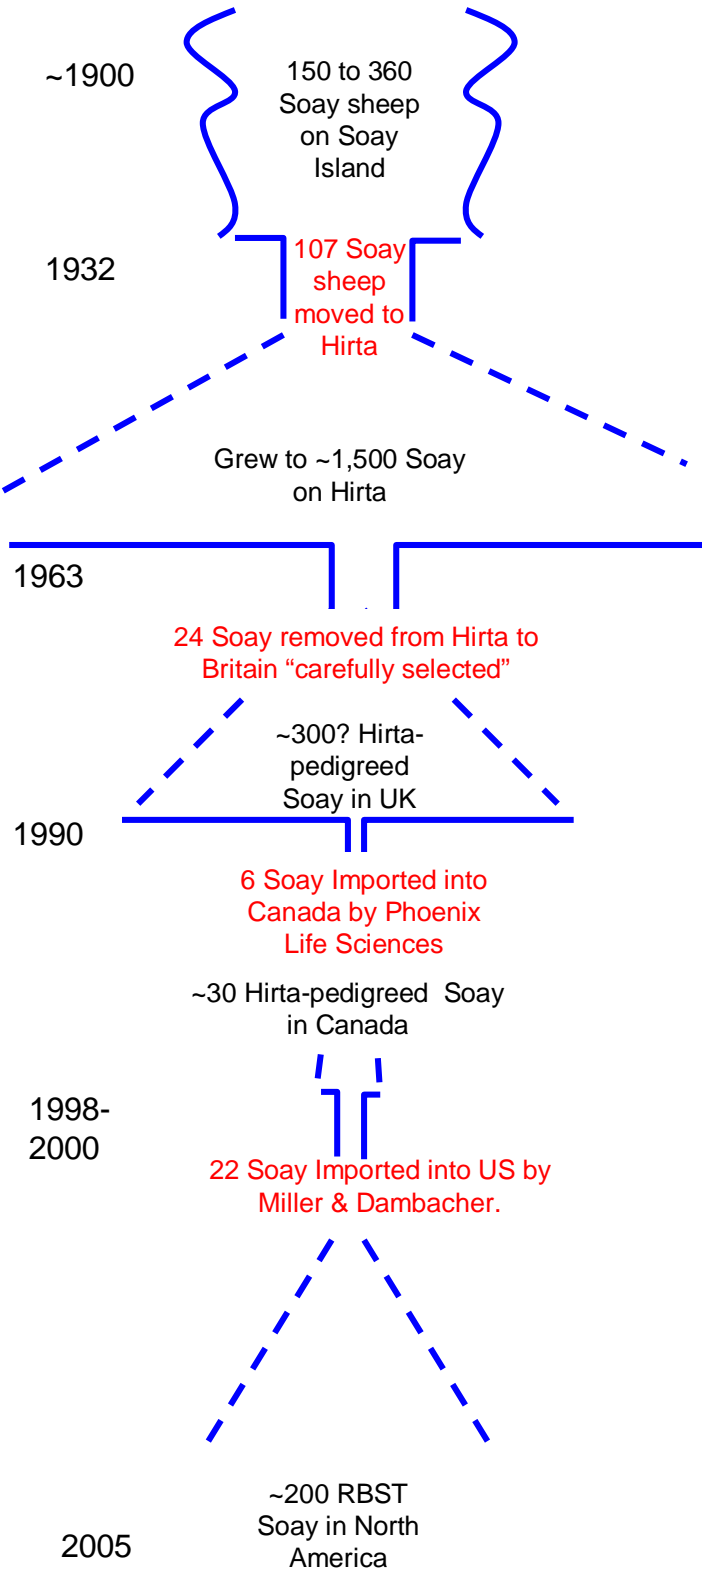 ~1900
150 to 360
Soay sheep
on Soay
Island
1932
107 Soay
sheep
moved to
Hirta
Grew to ~1,500 Soay
on Hirta
1963
24 Soay removed from Hirta to
Britain “carefully selected”
~300? Hirta-
pedigreed
Soay in UK
1990
6 Soay Imported into
Canada by Phoenix
Life Sciences
~30 Hirta-pedigreed  Soay
in Canada
1998-
2000
22 Soay Imported into US by
Miller & Dambacher.
~200 RBST
Soay in North
America
2005